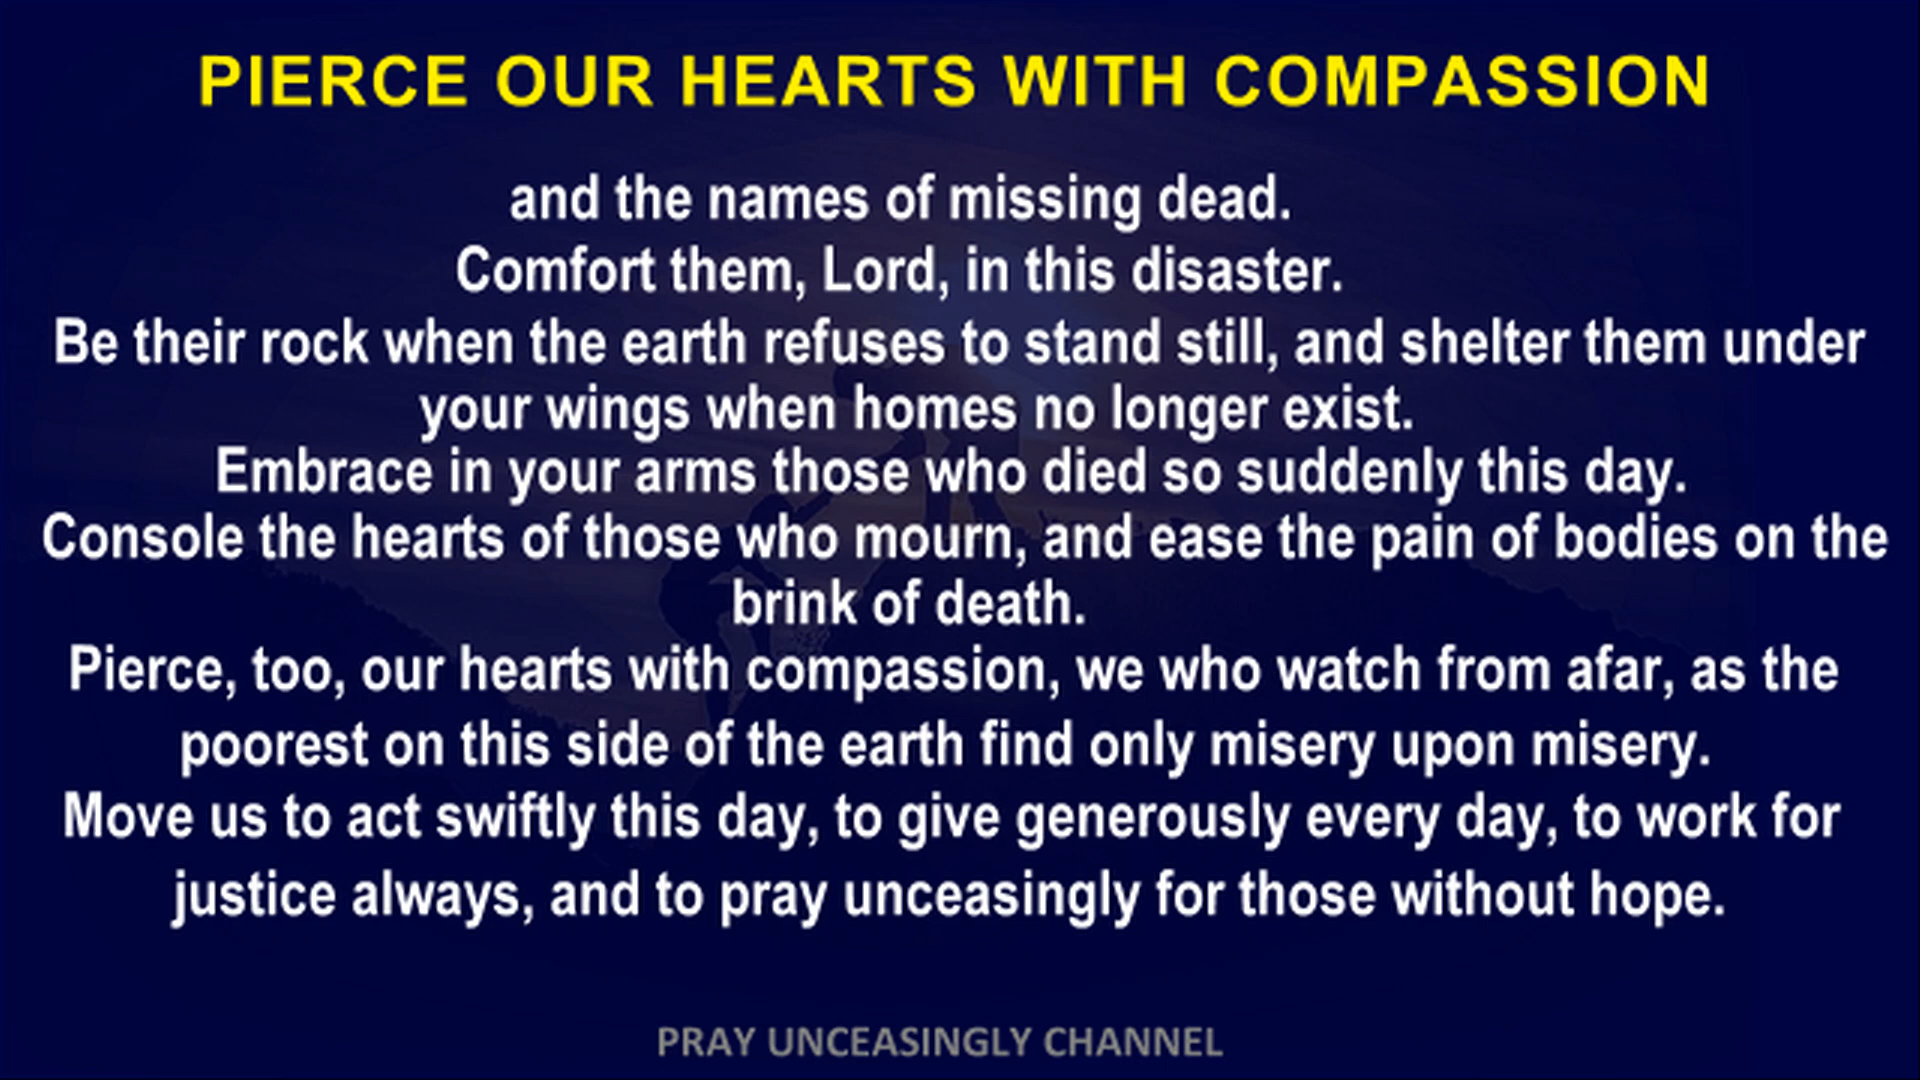 PIERCE OUR HEARTS WITH COMPASSION
and the names of missing dead.
Comfort them, Lord, in this disaster.
Be their rock when the earth refuses to stand still, and shelter them under
your wings when homes no longer exist.
Embrace in your arms those who died so suddenly this day.
Console the hearts of those who mourn, and ease the pain of bodies on the
brink of death.
Pierce, too, our hearts with compassion, we who watch from afar, as the
poorest on this side of the earth find only misery upon misery.
Move us to act swiftly this day, to give generously every day, to work for
justice always, and to pray unceasingly for those without hope.
PRAY UNCEASINGLY CHANNEL